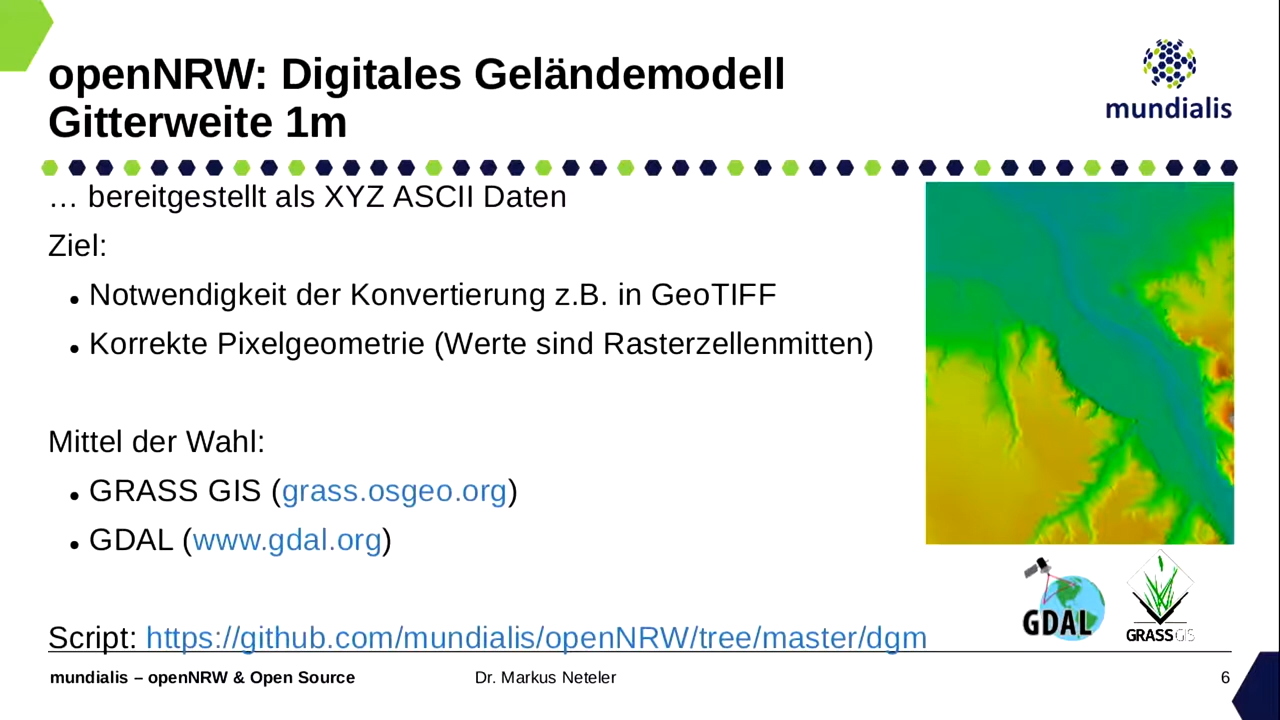 openNRW: Digitales Geländemodell
Gitterweite 1m
mundialis
… bereitgestellt als XYZ ASCII Daten
Ziel:
• Notwendigkeit der Konvertierung z.B. in GeoTIFF
• Korrekte Pixelgeometrie (Werte sind Rasterzellenmitten)
Mittel der Wahl:
• GRASS GIS (grass.osgeo.org)
• GDAL (www.gdal.org)
GDAL
GRASS GIS
Script: https://github.com/mundialis/openNRW/tree/master/dgm
mundialis – openNRW & Open Source
Dr. Markus Neteler
6